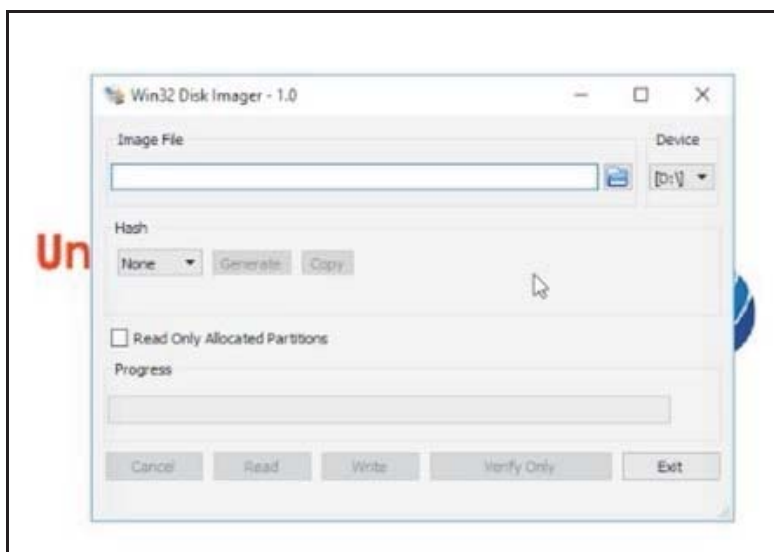 Win32 Disk Imager - 1.0
Image File
Device
[D:\]
Hash
Un
None
Generate
Copy
Read Only Allocated Partitions
Progress
Cancel
Read
Write
Verify Only
Exit